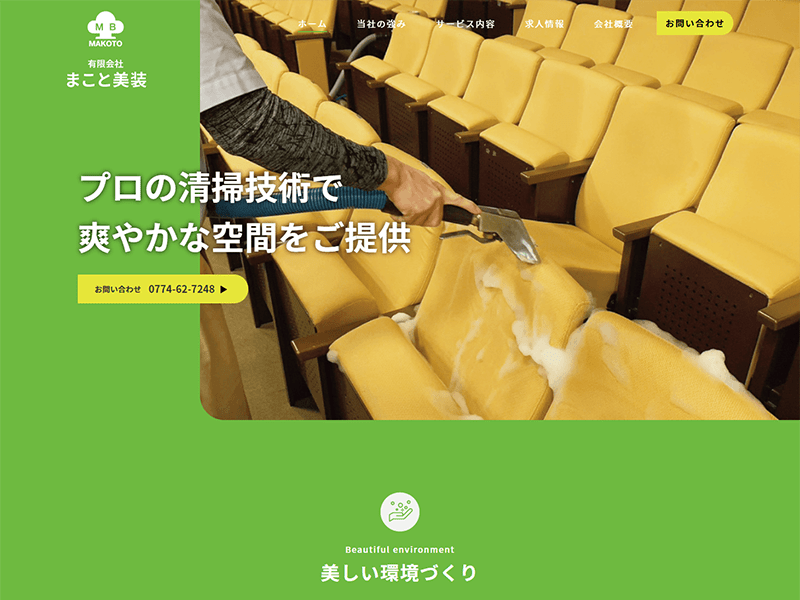 M B
MAKOTO
有限会社
まこと美装
ホーム
当社の強み
サービス内容
求人情報
会社概要
お問い合わせ
プロの清掃技術で
爽やかな空間をご提供
お問い合わせ 0774-62-7248 ▶
Beautiful environment
美しい環境づくり